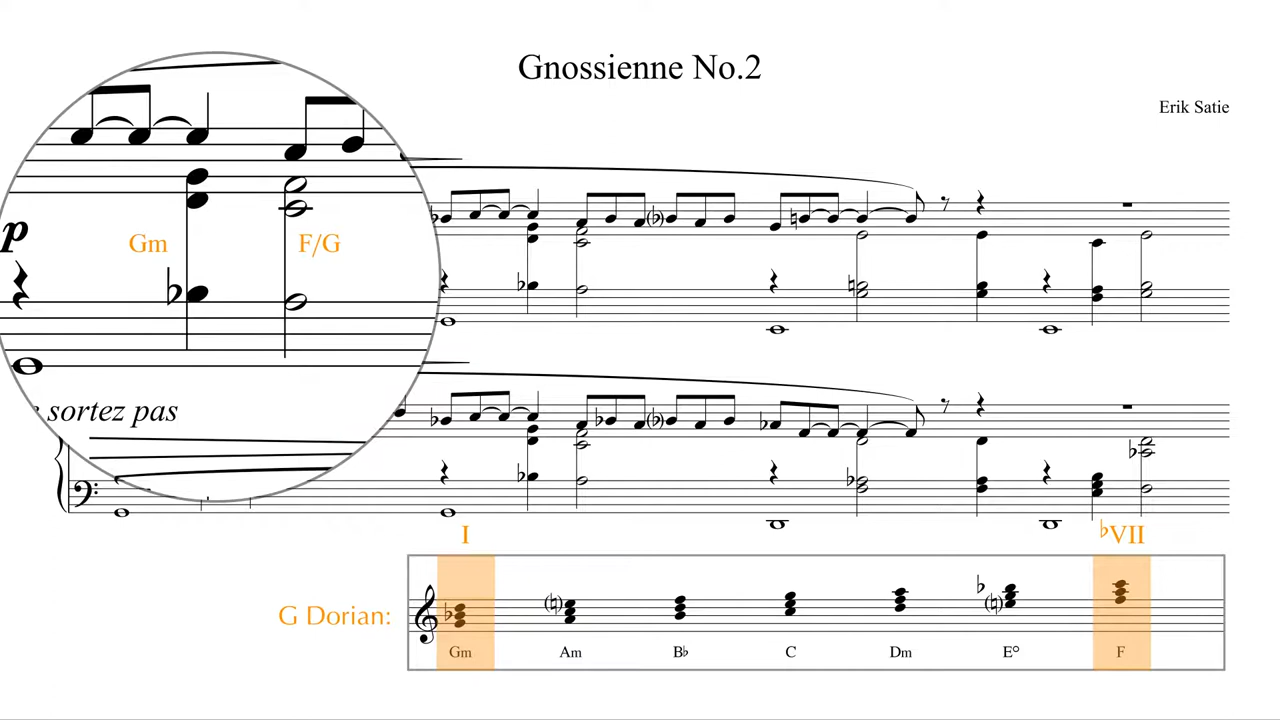 Gnossienne No.2
Erik Satie
p
Gm F/G
sortez pas
I ♭VII
G Dorian:
Gm Am B♭ C Dm E° F